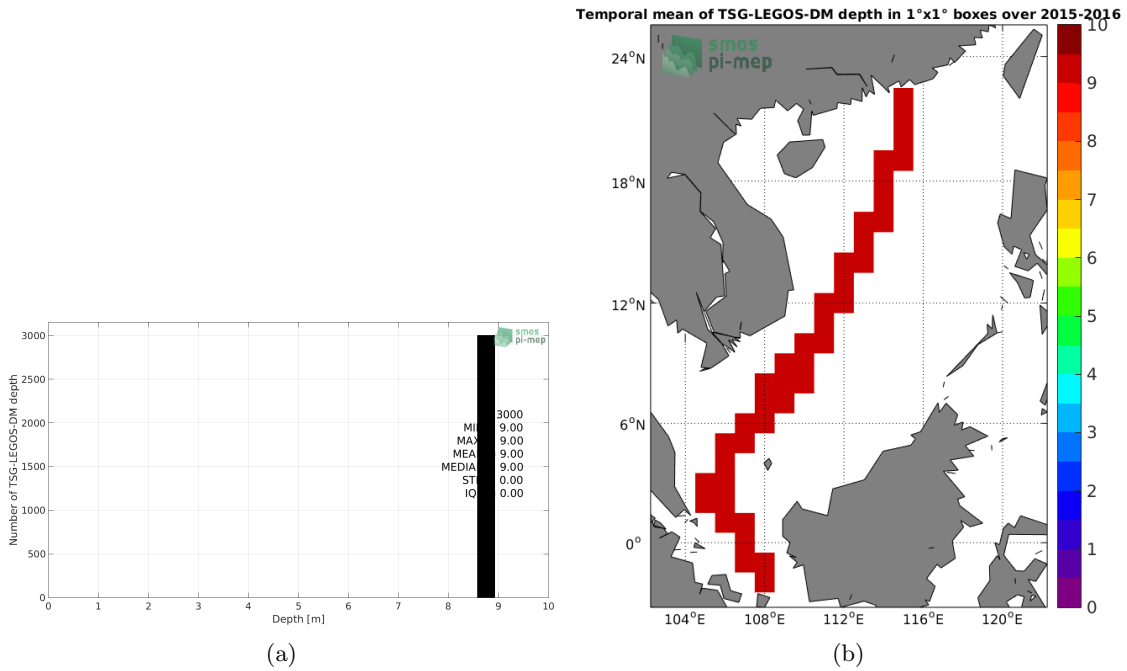 Temporal mean of TSG-LEGOS-DM depth in 1°x1° boxes over 2015-2016
smos
pi-mep
24°N
18°N
12°N
6°N
0°
104°E 108°E 112°E 116°E 120°E
10
9
8
7
6
5
4
3
2
1
0
smos
pi-mep
3000
2500
2000
1500
1000
500
0
Number of TSG-LEGOS-DM depth
3000
MI 9.00
MAX 9.00
MEA 9.00
MEDIAN 9.00
ST 0.00
IQ 0.00
0 1 2 3 4 5 6 7 8 9 10
Depth [m]
(a)
(b)